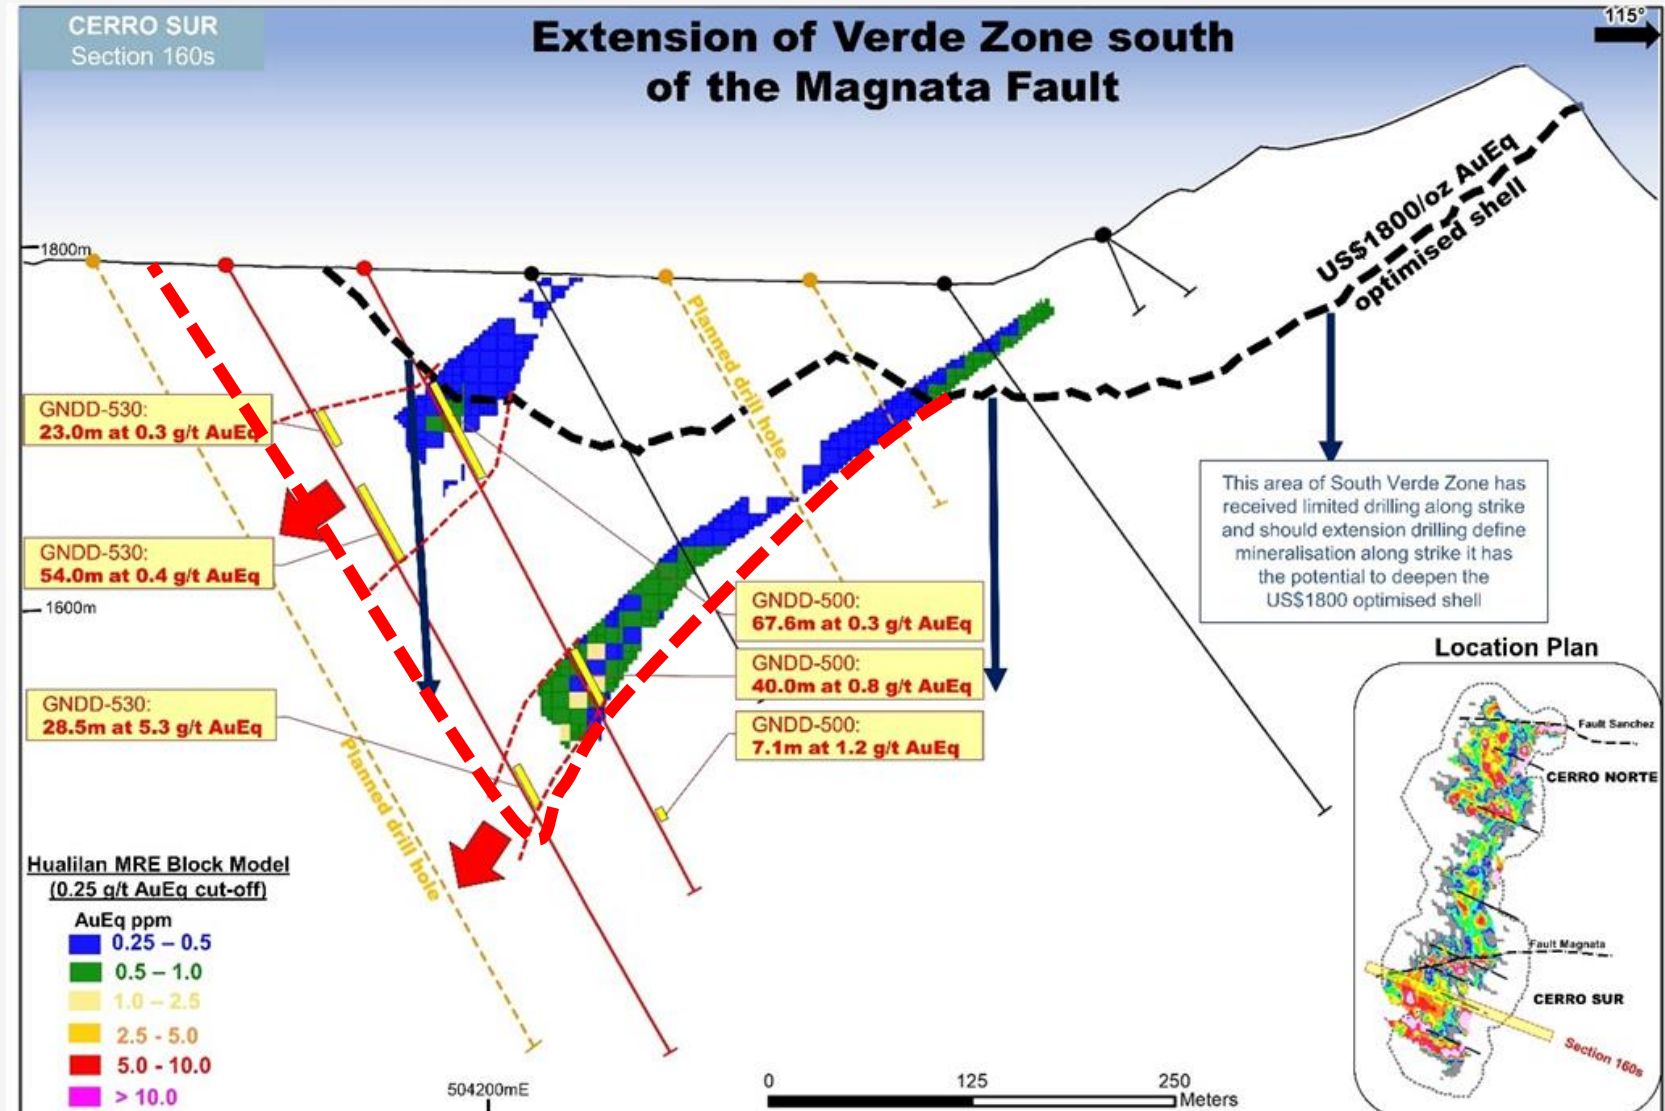 CERRO SUR
Section 160s
Extension of Verde Zone south
of the Magnata Fault
115°
1800m
US$1800/oz AuEq
optimised shell
Planned drill hole
GNDD-530:
23.0m at 0.3 g/t AuEq
GNDD-530:
54.0m at 0.4 g/t AuEq
1600m
GNDD-530:
28.5m at 5.3 g/t AuEq
Planned drill hole
GNDD-500:
67.6m at 0.3 g/t AuEq
GNDD-500:
40.0m at 0.8 g/t AuEq
GNDD-500:
7.1m at 1.2 g/t AuEq
This area of South Verde Zone has
received limited drilling along strike
and should extension drilling define
mineralisation along strike it has
the potential to deepen the
US$1800 optimised shell
Location Plan
Fault Sanchez
CERRO NORTE
Fault Magnata
CERRO SUR
Section 160s
Hualilan MRE Block Model
(0.25 g/t AuEq cut-off)
AuEq ppm
0.25 – 0.5
0.5 – 1.0
1.0 – 2.5
2.5 - 5.0
5.0 - 10.0
> 10.0
504200mE
0 125 250
Meters